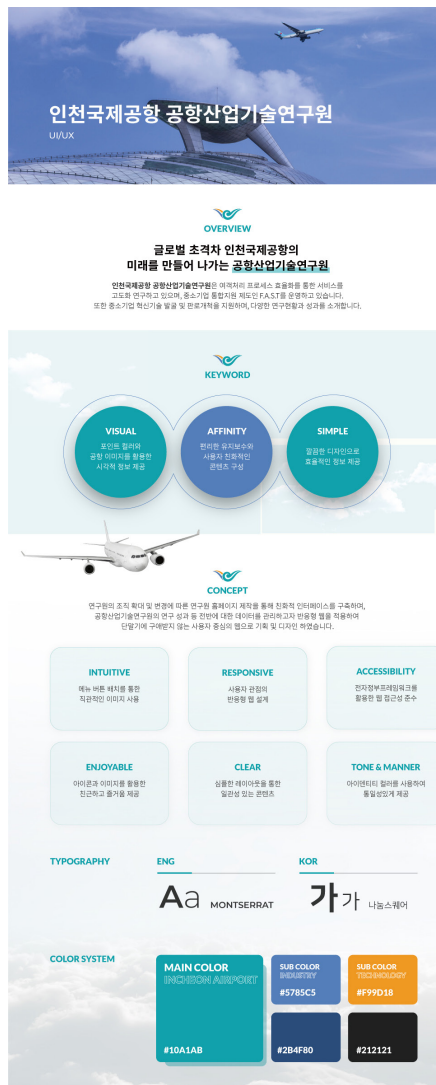 인천국제공항 공항산업기술연구원
UI/UX
OVERVIEW
글로벌 초격차 인천국제공항의
미래를 만들어 나가는 공항산업기술연구원
인천국제공항 공항산업기술연구원은 여객처리 프로세스 효율화를 통한 서비스를
고도화 연구하고 있으며, 중소기업 통합지원 제도인 F.A.S.T를 운영하고 있습니다.
또한 중소기업 혁신기술 발굴 및 판로개척을 지원하며, 다양한 연구현황과 성과를 소개합니다.
KEYWORD
VISUAL
포인트 컬러와
공항 이미지를 활용한
시각적 정보 제공
AFFINITY
편리한 유지보수와
사용자 친화적인
콘텐츠 구성
SIMPLE
깔끔한 디자인으로
효율적인 정보 제공
CONCEPT
연구원의 조직 확대 및 변경에 따른 연구원 홈페이지 제작을 통해 친화적 인터페이스를 구축하며,
공항산업기술연구원의 연구 성과 등 전반에 대한 데이터를 관리하고자 반응형 웹을 적용하여
단말기에 구애받지 않는 사용자 중심의 웹으로 기획 및 디자인 하였습니다.
INTUITIVE
메뉴 버튼 배치를 통한
직관적인 이미지 사용
RESPONSIVE
사용자 관점의
반응형 웹 설계
ACCESSIBILITY
전자정부프레임워크를
활용한 웹 접근성 준수
ENJOYABLE
아이콘과 이미지를 활용한
친근하고 즐거움 제공
CLEAR
심플한 레이아웃을 통한
일관성 있는 콘텐츠
TONE & MANNER
아이덴티티 컬러를 사용하여
통일성있게 제공
TYPOGRAPHY
ENG
Aa MONTSERRAT
KOR
가가 나눔스퀘어
COLOR SYSTEM
MAIN COLOR
INCHEON AIRPORT
#10A1AB
SUB COLOR
INDUSTRY
#5785C5
SUB COLOR
TECHNOLOGY
#F99D18
#2B4F80
#212121